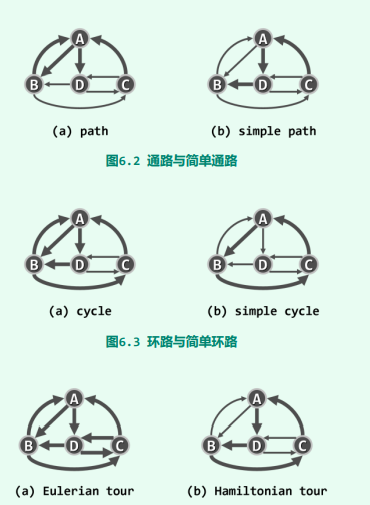 A A
B D C B D C
(a) path (b) simple path
图6.2 通路与简单通路
A A
B D C B D C
(a) cycle (b) simple cycle
图6.3 环路与简单环路
A A
B D C B D C
(a) Eulerian tour (b) Hamiltonian tour